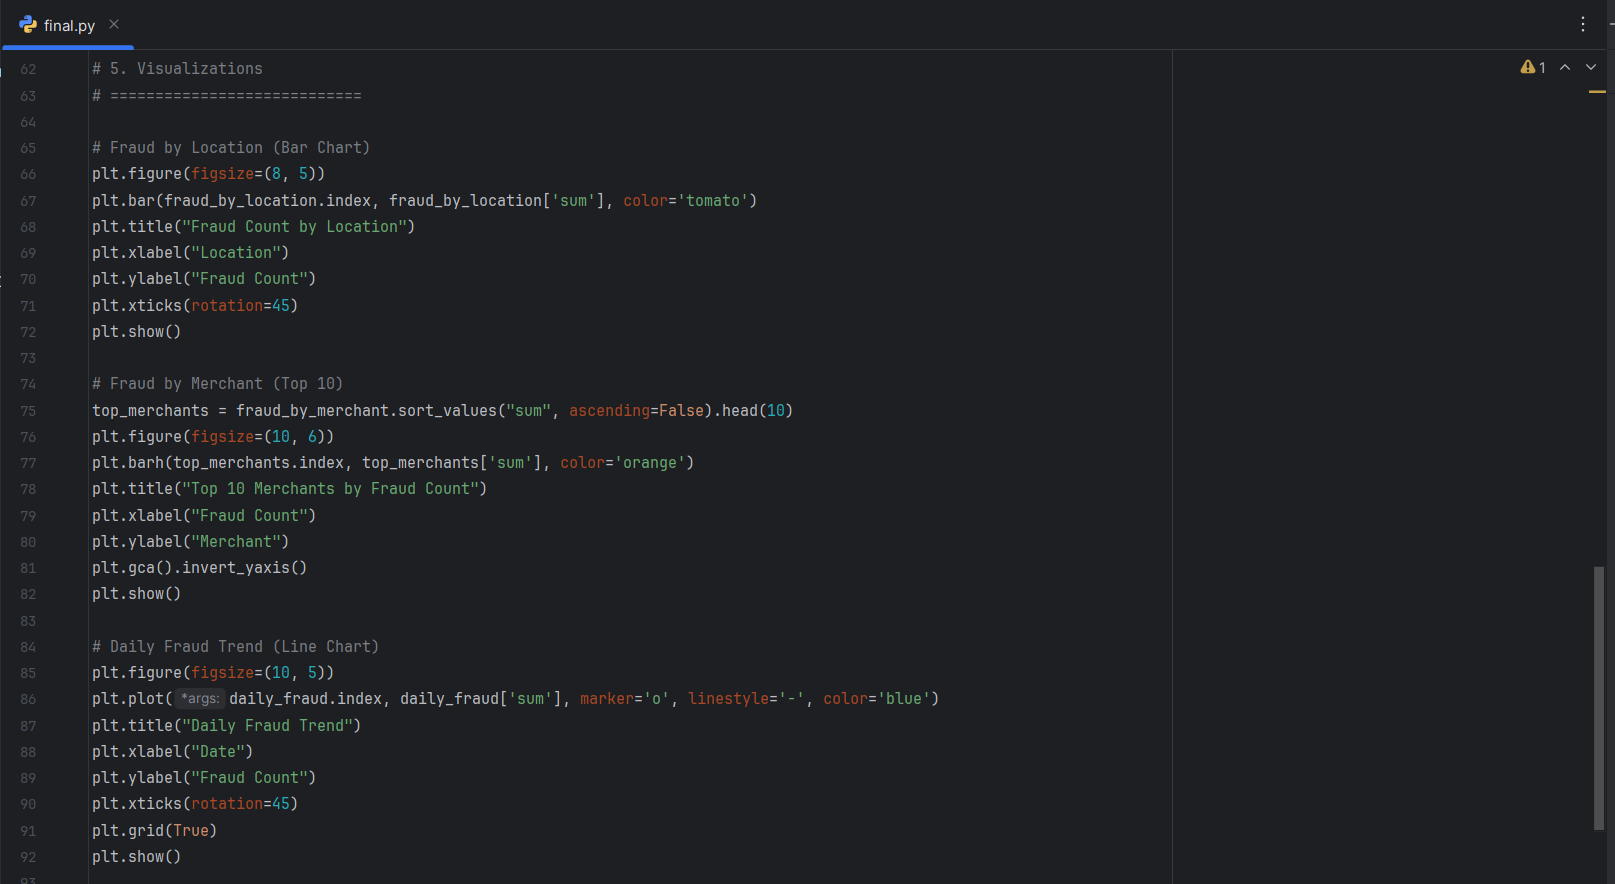 final.py
1
62 # 5. Visualizations
63 # ============================
64
65 # Fraud by Location (Bar Chart)
66 plt.figure(figsize=(8, 5))
67 plt.bar(fraud_by_location.index, fraud_by_location['sum'], color='tomato')
68 plt.title("Fraud Count by Location")
69 plt.xlabel("Location")
70 plt.ylabel("Fraud Count")
71 plt.xticks(rotation=45)
72 plt.show()
73
74 # Fraud by Merchant (Top 10)
75 top_merchants = fraud_by_merchant.sort_values("sum", ascending=False).head(10)
76 plt.figure(figsize=(10, 6))
77 plt.barh(top_merchants.index, top_merchants['sum'], color='orange')
78 plt.title("Top 10 Merchants by Fraud Count")
79 plt.xlabel("Fraud Count")
80 plt.ylabel("Merchant")
81 plt.gca().invert_yaxis()
82 plt.show()
83
84 # Daily Fraud Trend (Line Chart)
85 plt.figure(figsize=(10, 5))
86 plt.plot( *args: daily_fraud.index, daily_fraud['sum'], marker='o', linestyle='-', color='blue')
87 plt.title("Daily Fraud Trend")
88 plt.xlabel("Date")
89 plt.ylabel("Fraud Count")
90 plt.xticks(rotation=45)
91 plt.grid(True)
92 plt.show()
93